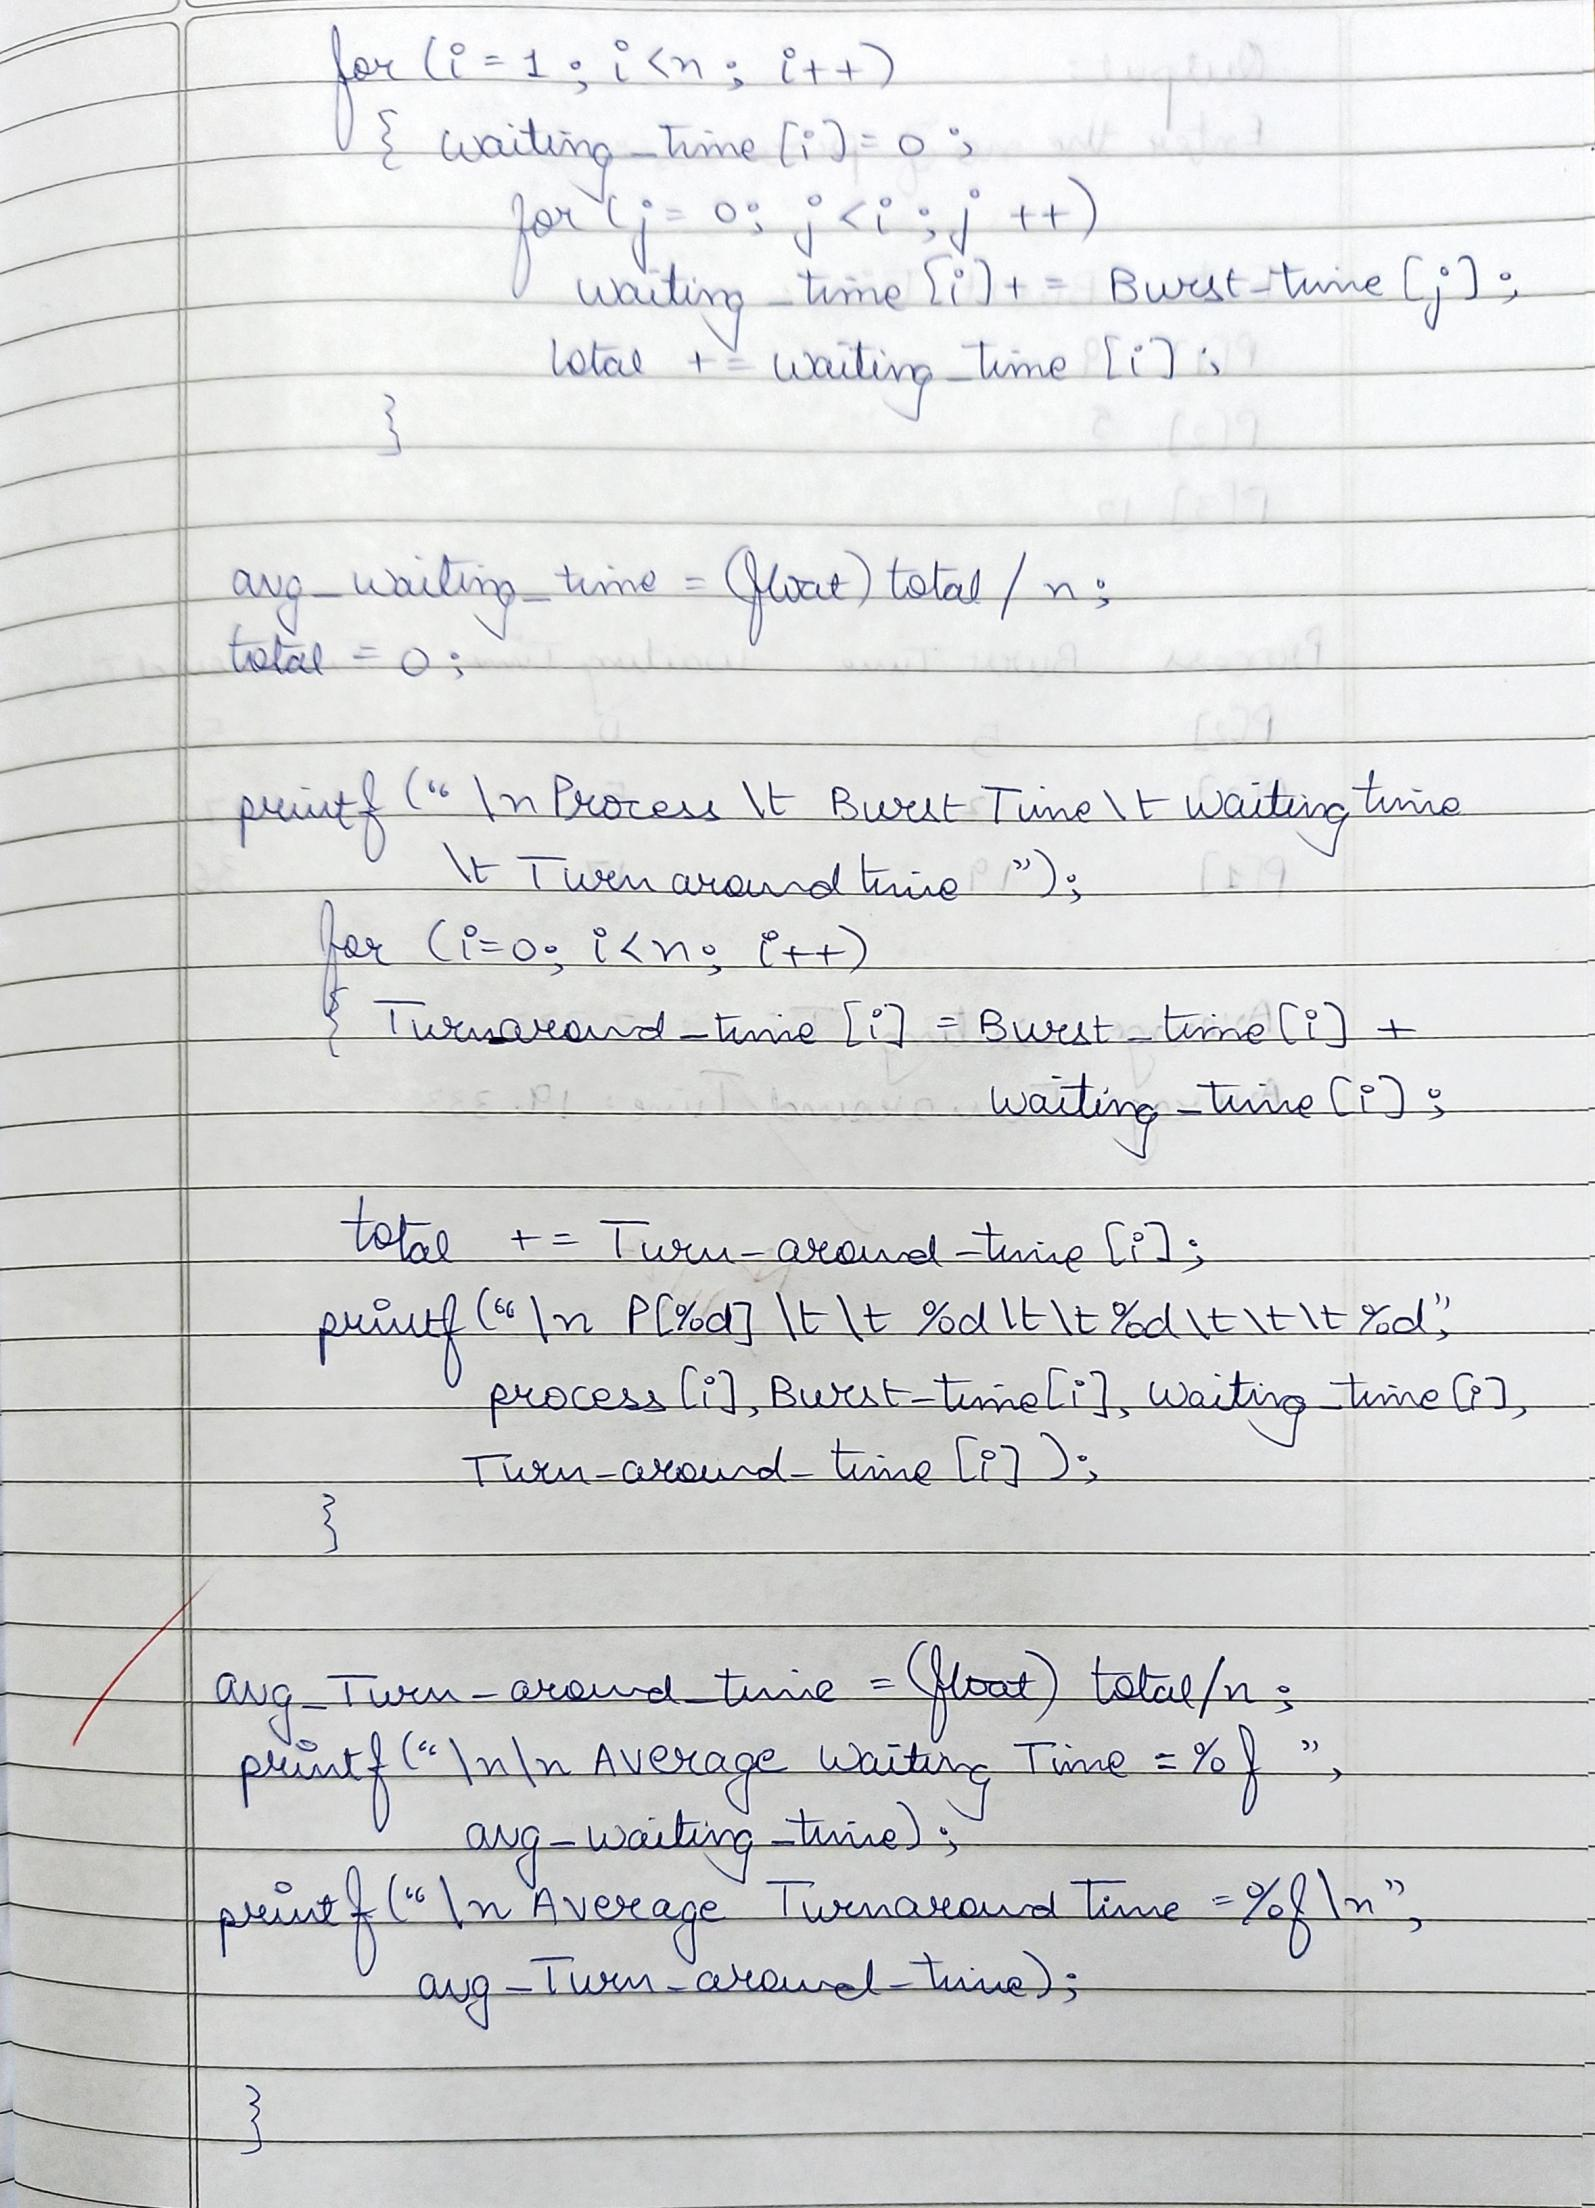 for (i = 1 ; i < n ; i++)
{ waiting_time [i] = 0 ;
for (j = 0 ; j < i ; j ++)
waiting_time [i] += Burst_time [j] ;
total += waiting_time [i] ;
}
avg_waiting_time = (float) total / n ;
total = 0 ;
printf (“ \n Process \t Burst Time \t Waiting time
\t Turn around time ”) ;
for (i=0 ; i<n ; i++)
{ Turnaround_time [i] = Burst_time [i] +
waiting_time [i] ;
total += Turn-around-time [i] ;
printf (“ \n P[%d] \t \t %d \t \t %d \t \t \t %d”,
process [i], Burst-time [i], Waiting_time [i],
Turn-around-time [i] ) ;
}
avg_Turn-around_time = (float) total/n ;
printf (“ \n\n Average Waiting Time = %f ”,
avg-waiting_time) ;
printf (“ \n Average Turnaround Time = %f \n”,
avg-Turn-around-time) ;
}